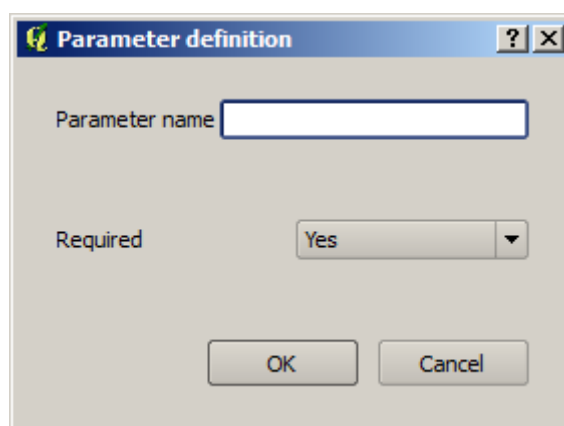 Parameter definition
Parameter name
Required Yes
OK Cancel